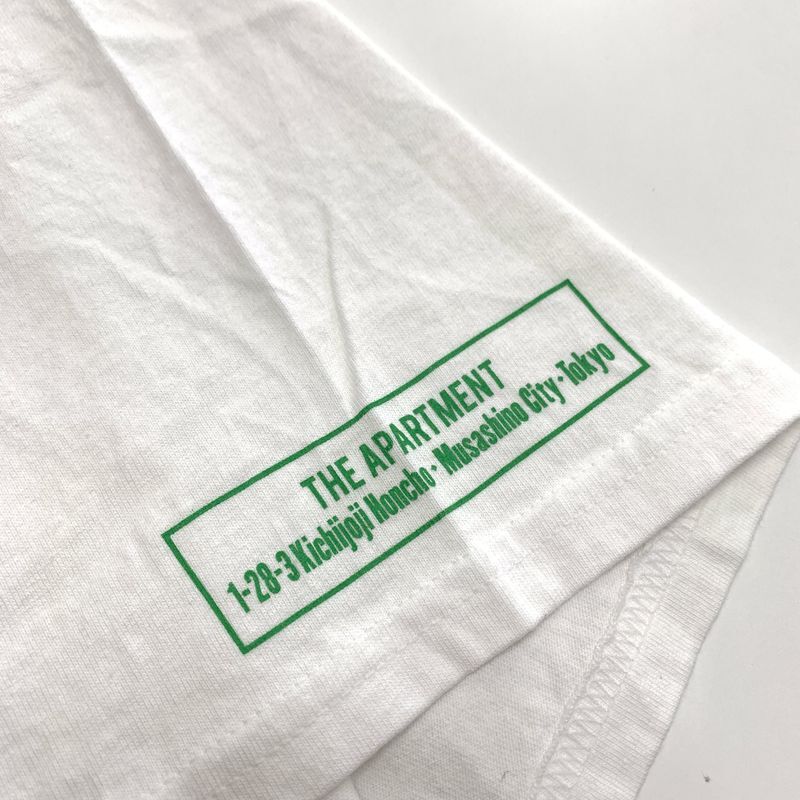 THE APARTMENT
1-28-3 Kichijoji Honcho·Musashino City·Tokyo